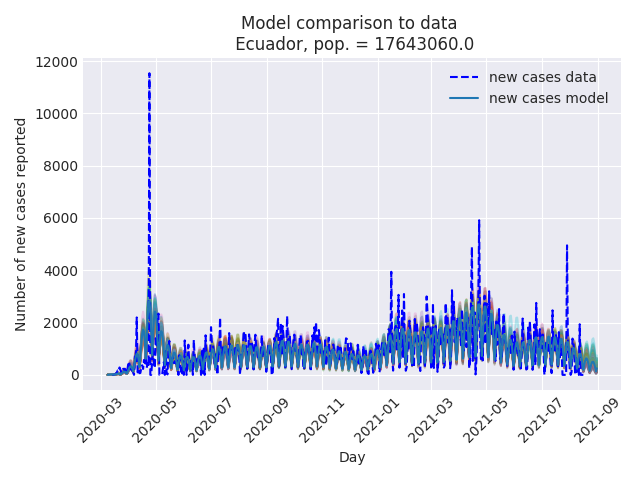 Model comparison to data
Ecuador, pop. = 17643060.0
12000
10000
8000
6000
4000
2000
0
Number of new cases reported
new cases data
new cases model
2020-03
2020-05
2020-07
2020-09
2020-11
2021-01
2021-03
2021-05
2021-07
2021-09
Day